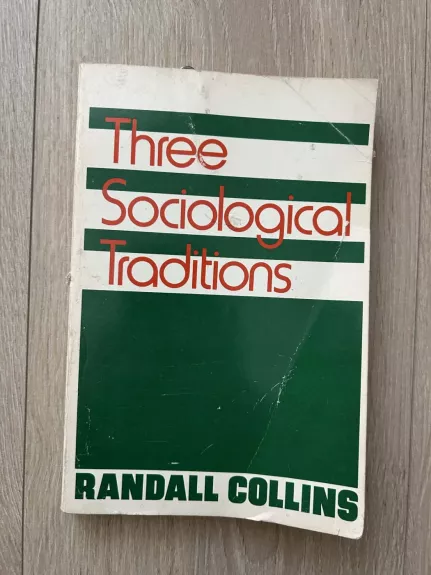 Three
Sociological
Traditions
RANDALL COLLINS